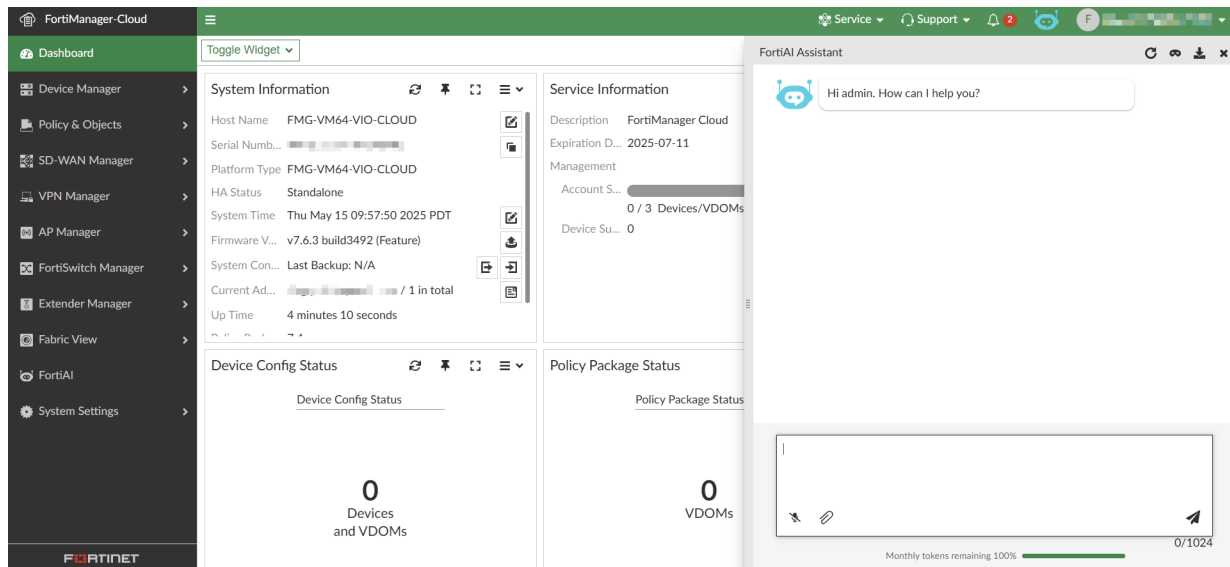 FortiManager-Cloud
Service
Support
2
F
Dashboard
Device Manager
Policy & Objects
SD-WAN Manager
VPN Manager
AP Manager
FortiSwitch Manager
Extender Manager
Fabric View
FortiAI
System Settings
FORTINET
Toggle Widget
System Information
Host Name FMG-VM64-VIO-CLOUD
Serial Numb...
Platform Type FMG-VM64-VIO-CLOUD
HA Status Standalone
System Time Thu May 15 09:57:50 2025 PDT
Firmware V... v7.6.3 build3492 (Feature)
System Con... Last Backup: N/A
Current Ad... / 1 in total
Up Time 4 minutes 10 seconds
Service Information
Description FortiManager Cloud
Expiration D... 2025-07-11
Management
Account S...
0 / 3 Devices/VDOMs
Device Su... 0
Device Config Status
Device Config Status
0
Devices
and VDOMs
Policy Package Status
Policy Package Status
0
VDOMs
FortiAI Assistant
Hi admin. How can I help you?
0/1024
Monthly tokens remaining 100%